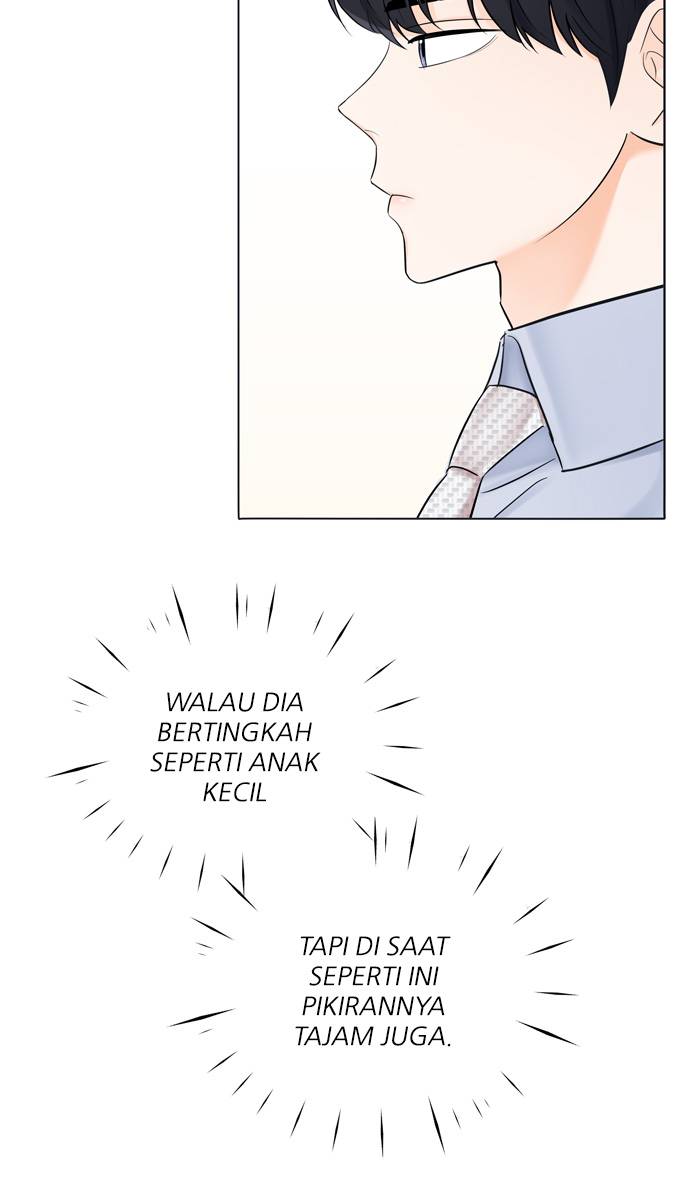 WALAU DIA
BERTINGKAH
SEPERTI ANAK
KECIL
TAPI DI SAAT
SEPERTI INI
PIKIRANNYA
TAJAM JUGA.